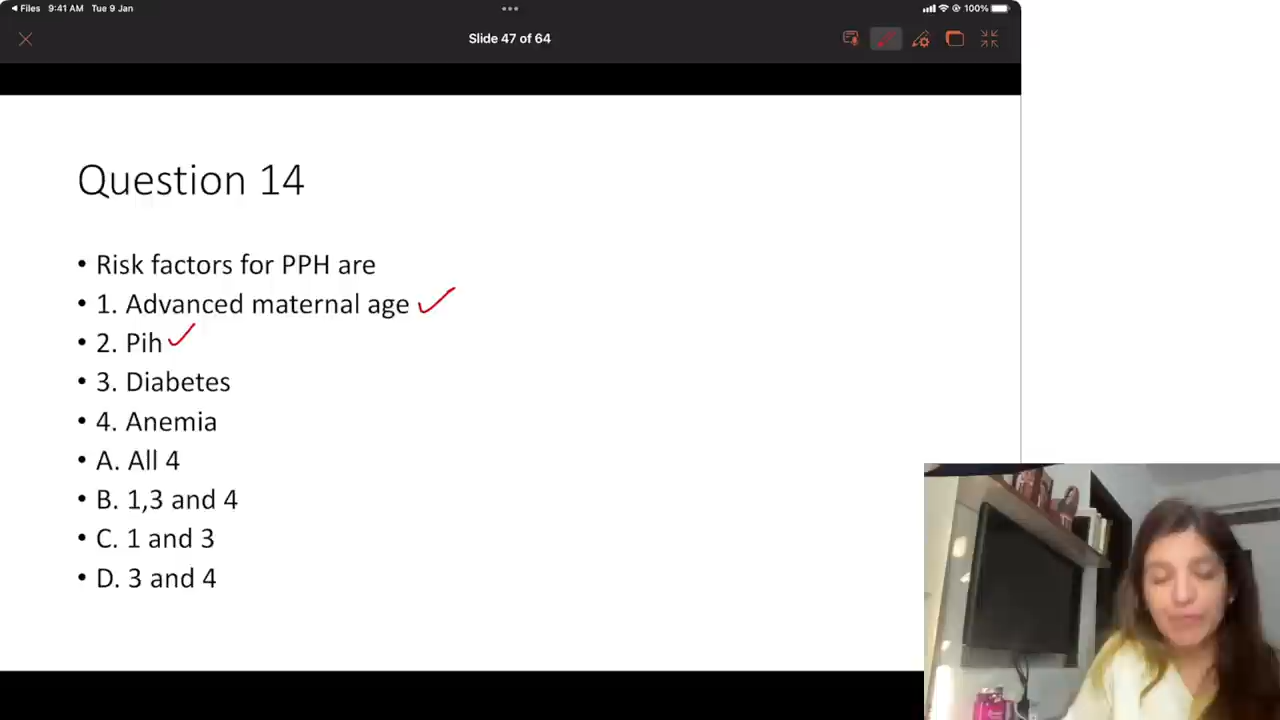 Files 9:41 AM Tue 9 Jan 100%
Slide 47 of 64
Question 14
• Risk factors for PPH are
• 1. Advanced maternal age
• 2. Pih
• 3. Diabetes
• 4. Anemia
• A. All 4
• B. 1,3 and 4
• C. 1 and 3
• D. 3 and 4